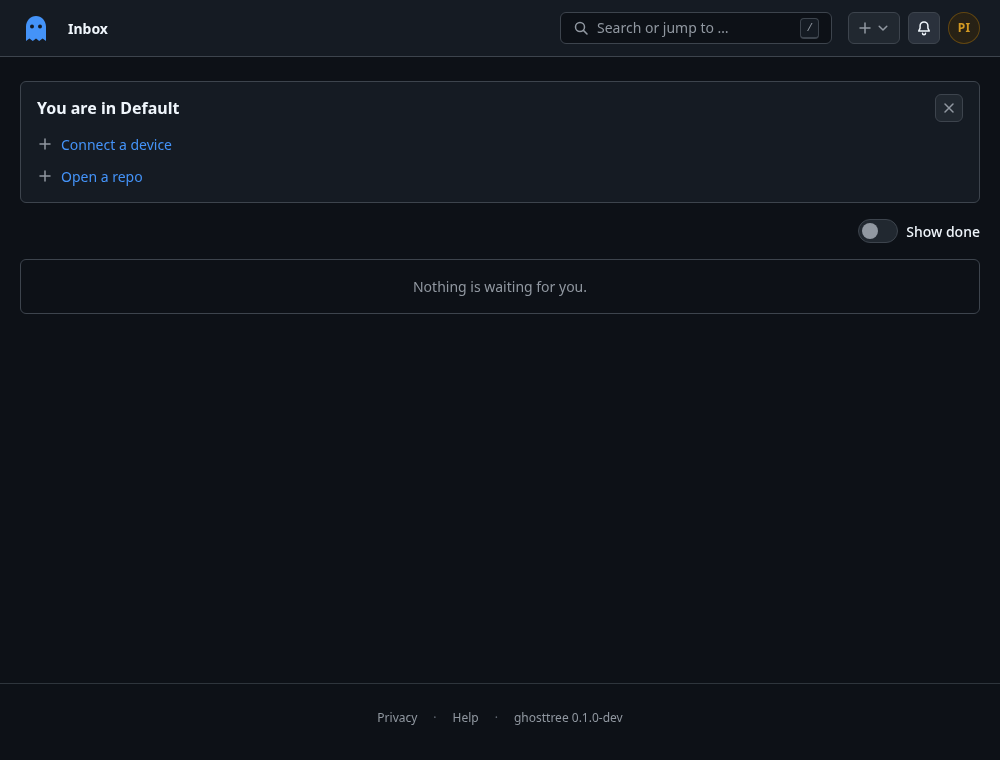 Inbox
Search or jump to ...
/
PI
You are in Default
Connect a device
Open a repo
Show done
Nothing is waiting for you.
Privacy · Help · ghosttree 0.1.0-dev